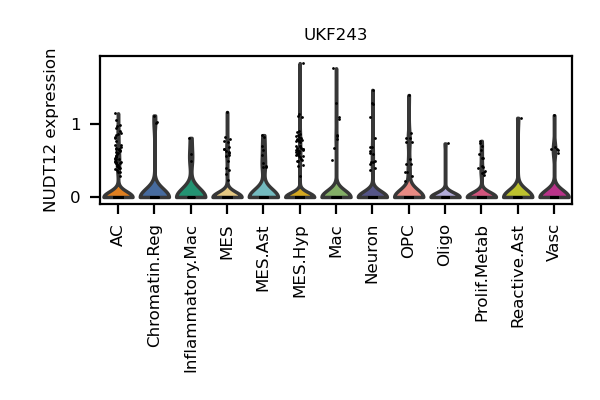 UKF243
NUDT12 expression
1
0
AC
Chromatin.Reg
Inflammatory.Mac
MES
MES.Ast
MES.Hyp
Mac
Neuron
OPC
Oligo
Prolif.Metab
Reactive.Ast
Vasc